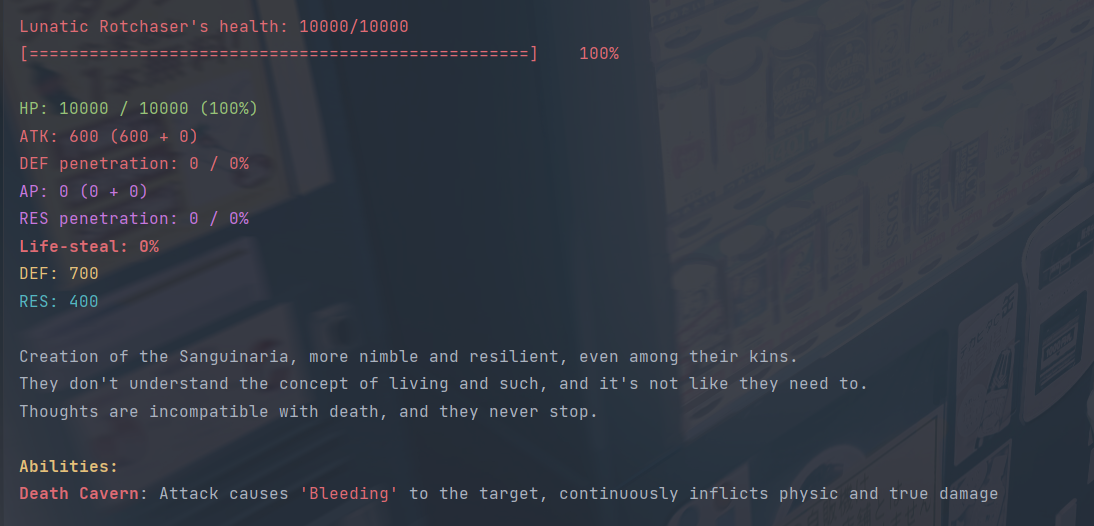 Lunatic Rotchaser's health: 10000/10000
[==================================================] 100%
HP: 10000 / 10000 (100%)
ATK: 600 (600 + 0)
DEF penetration: 0 / 0%
AP: 0 (0 + 0)
RES penetration: 0 / 0%
Life-steal: 0%
DEF: 700
RES: 400
Creation of the Sanguinaria, more nimble and resilient, even among their kins.
They don't understand the concept of living and such, and it's not like they need to.
Thoughts are incompatible with death, and they never stop.
Abilities:
Death Cavern: Attack causes 'Bleeding' to the target, continuously inflicts physic and true damage